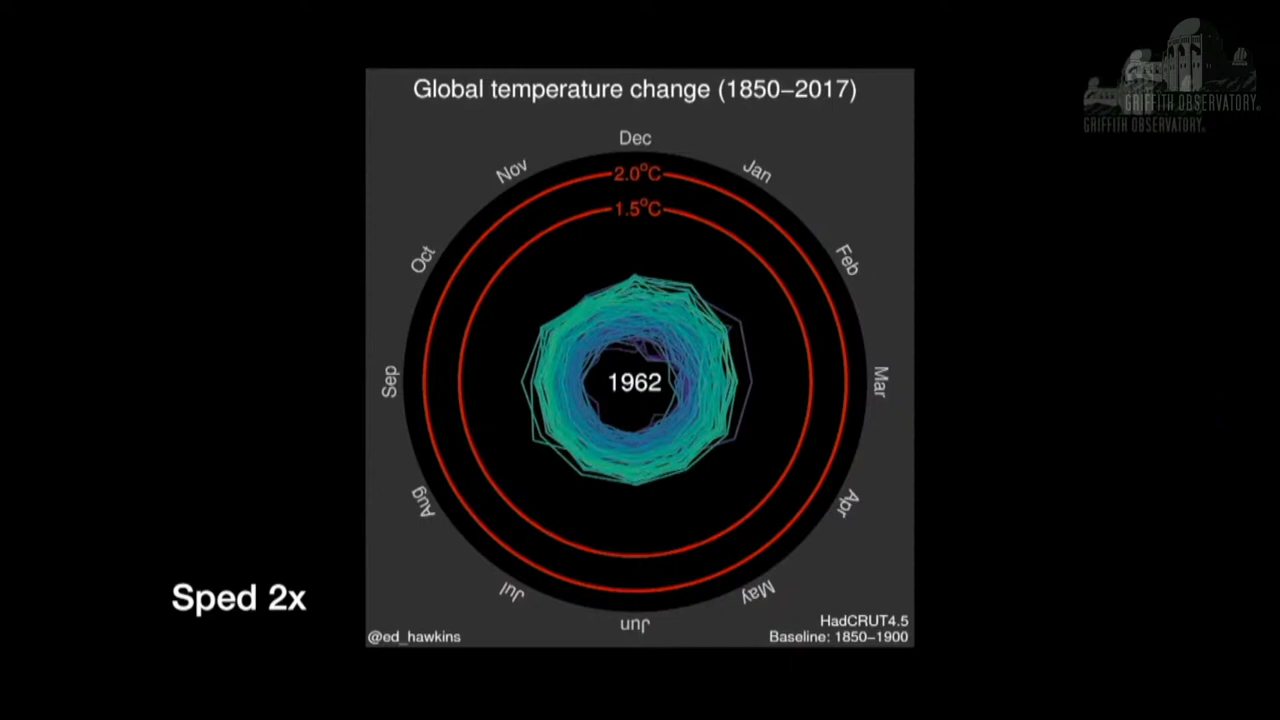 GRIFFITH OBSERVATORY
GRIFFITH OBSERVATORY
Global temperature change (1850–2017)
Dec
Nov
Jan
2.0°C
1.5°C
Oct
Feb
Sep
1962
Mar
Aug
Apr
Jul
May
Jun
Sped 2x
HadCRUT4.5
@ed_hawkins
Baseline: 1850–1900